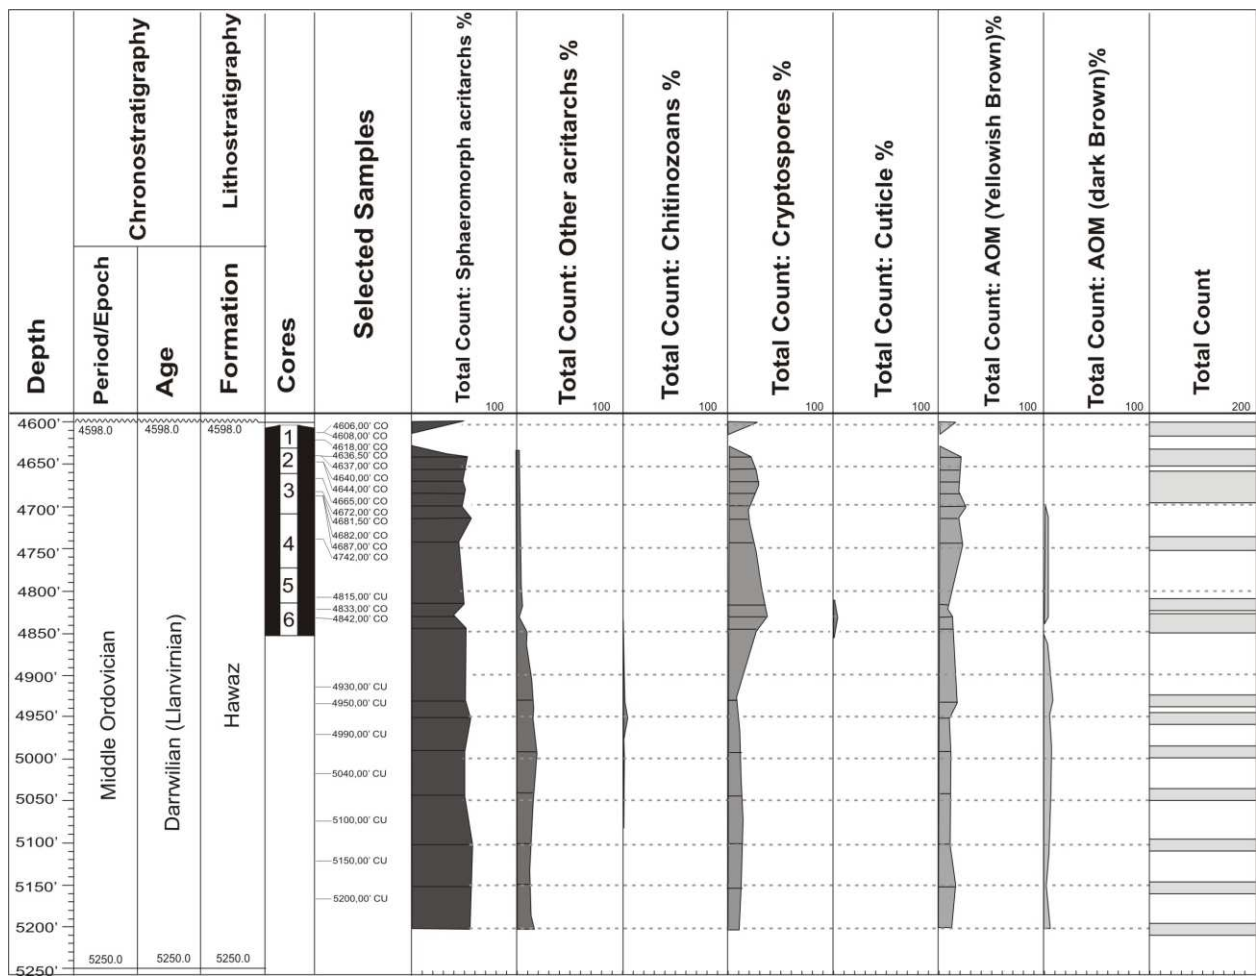 Chronostratigraphy
Lithostratigraphy
Depth
Period/Epoch
Age
Formation
Cores
Selected Samples
Total Count: Sphaeromorph acritarchs %
Total Count: Other acritarchs %
Total Count: Chitinozoans %
Total Count: Cryptospores %
Total Count: Cuticle %
Total Count: AOM (Yellowish Brown)%
Total Count: AOM (dark Brown)%
Total Count
100 100 100 100 100 100 100 200
4600'
4650'
4700'
4750'
4800'
4850'
4900'
4950'
5000'
5050'
5100'
5150'
5200'
5250'
4598.0 4598.0 4598.0
Middle Ordovician
Darrwilian (Llanvirnian)
Hawaz
5250.0 5250.0 5250.0
1
2
3
4
5
6
4606,00' CO
4608,00' CO
4618,00' CO
4636,50' CO
4637,00' CO
4640,00' CO
4644,00' CO
4665,00' CO
4672,00' CO
4681,50' CO
4682,00' CO
4687,00' CO
4742,00' CO
4815,00' CU
4833,00' CO
4842,00' CO
4930,00' CU
4950,00' CU
4990,00' CU
5040,00' CU
5100,00' CU
5150,00' CU
5200,00' CU